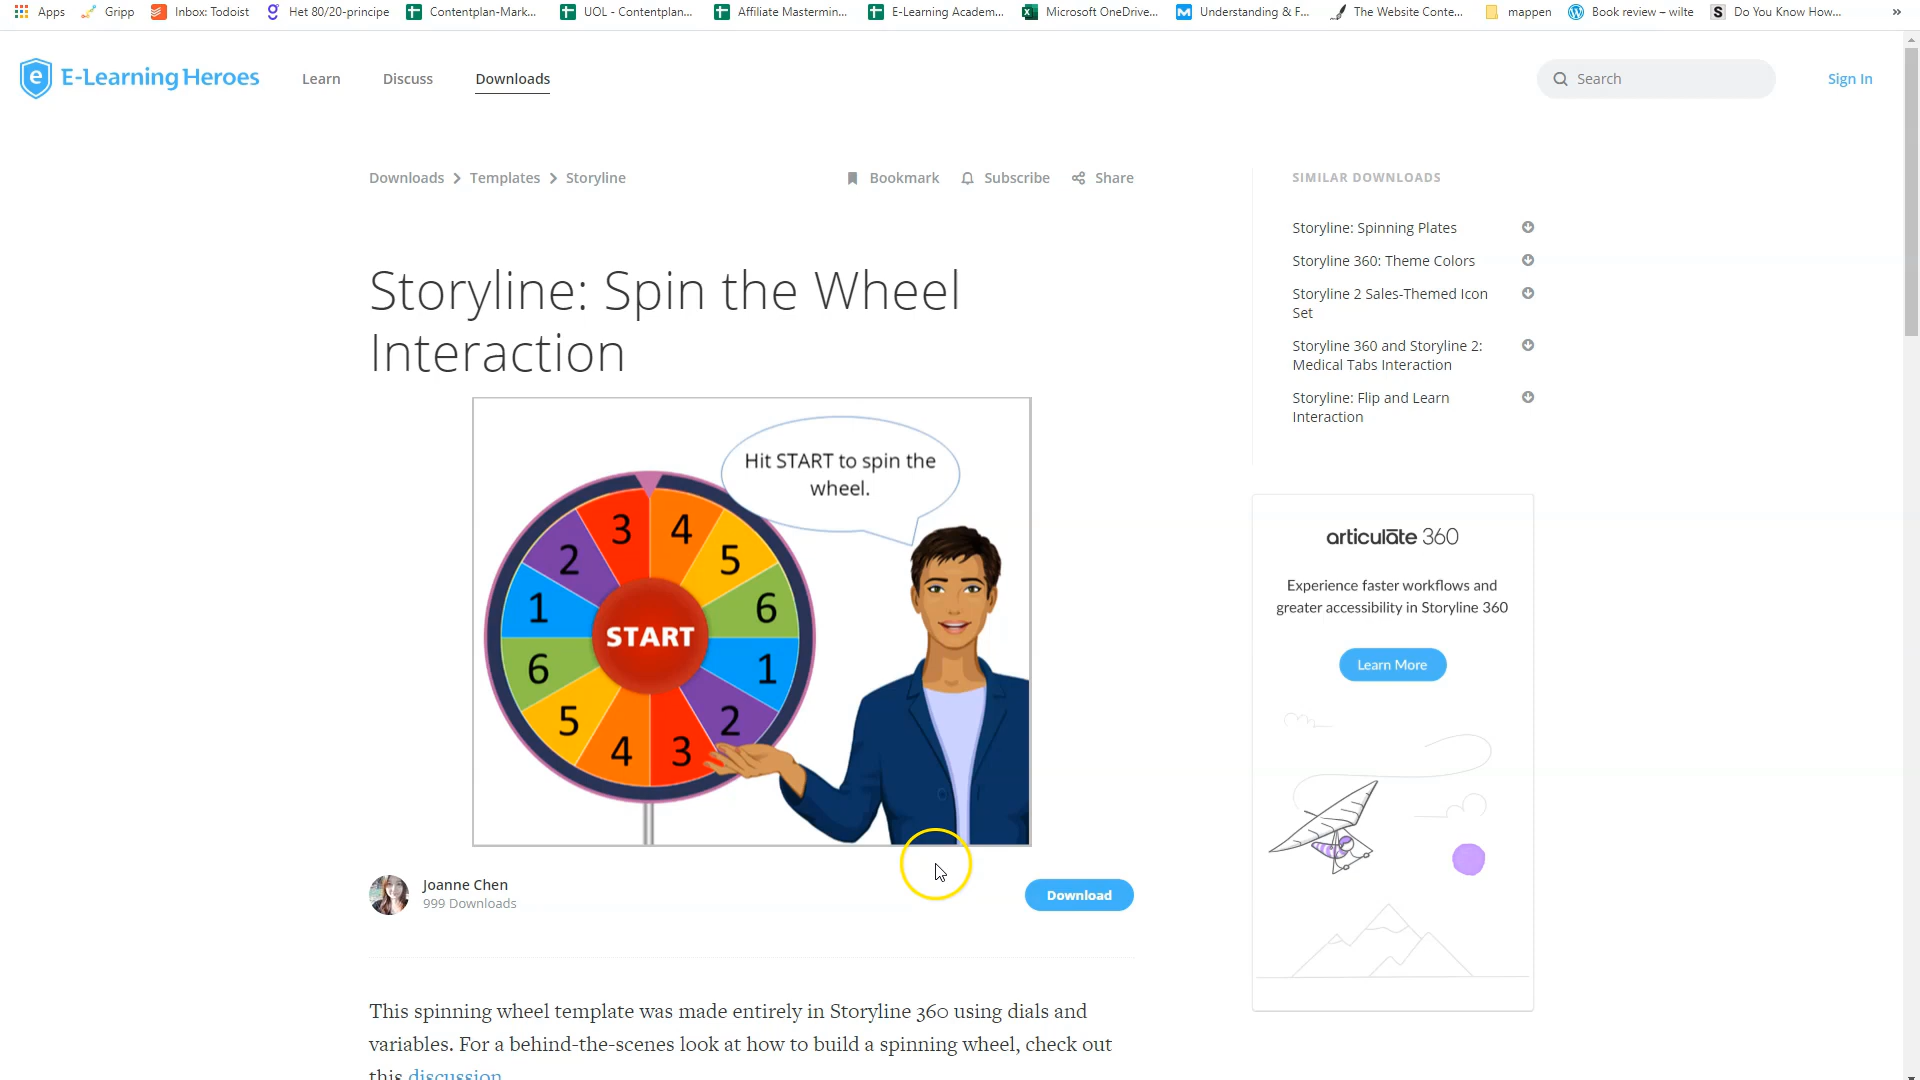 Apps Gripp Inbox: Todoist Het 80/20-principe Contentplan-Mark... UOL - Contentplan... Affiliate Mastermin... E-Learning Academ... Microsoft OneDrive... Understanding & F... The Website Conte... mappen Book review – wilte Do You Know How... »
E-Learning Heroes Learn Discuss Downloads Search Sign In
Downloads Templates Storyline Bookmark Subscribe Share
Storyline: Spin the Wheel
Interaction
Hit START to spin the
wheel.
3 4
2 5
1 6
START
6 1
5 2
4 3
Joanne Chen
999 Downloads
Download
This spinning wheel template was made entirely in Storyline 360 using dials and
variables. For a behind-the-scenes look at how to build a spinning wheel, check out
this discussion
SIMILAR DOWNLOADS
Storyline: Spinning Plates
Storyline 360: Theme Colors
Storyline 2 Sales-Themed Icon
Set
Storyline 360 and Storyline 2:
Medical Tabs Interaction
Storyline: Flip and Learn
Interaction
articulāte 360
Experience faster workflows and
greater accessibility in Storyline 360
Learn More